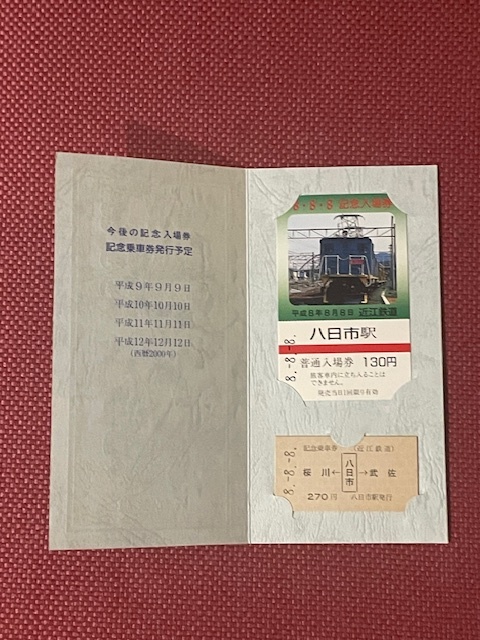 今後の記念入場券
記念乗車券発行予定
平成9年9月9日
平成10年10月10日
平成11年11月11日
平成12年12月12日
(西暦2000年)
8・8・8 記念入場券
平成8年8月8日 近江鉄道
八日市駅
普通入場券 130円
旅客車内に立ち入ることは
できません。
発売当日1回限り有効
8.-8.-8.
記念乗車券 (近江鉄道)
桜川←八日市→武佐
270円 八日市駅発行
8.-8.-8.